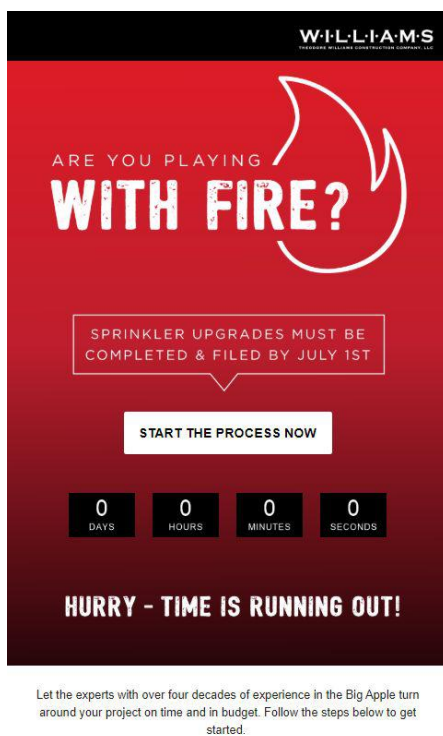 W·I·L·L·I·A·M·S
THEODORE WILLIAMS CONSTRUCTION COMPANY, LLC
ARE YOU PLAYING
WITH FIRE?
SPRINKLER UPGRADES MUST BE
COMPLETED & FILED BY JULY 1ST
START THE PROCESS NOW
0 0 0 0
DAYS HOURS MINUTES SECONDS
HURRY - TIME IS RUNNING OUT!
Let the experts with over four decades of experience in the Big Apple turn
around your project on time and in budget. Follow the steps below to get
started.